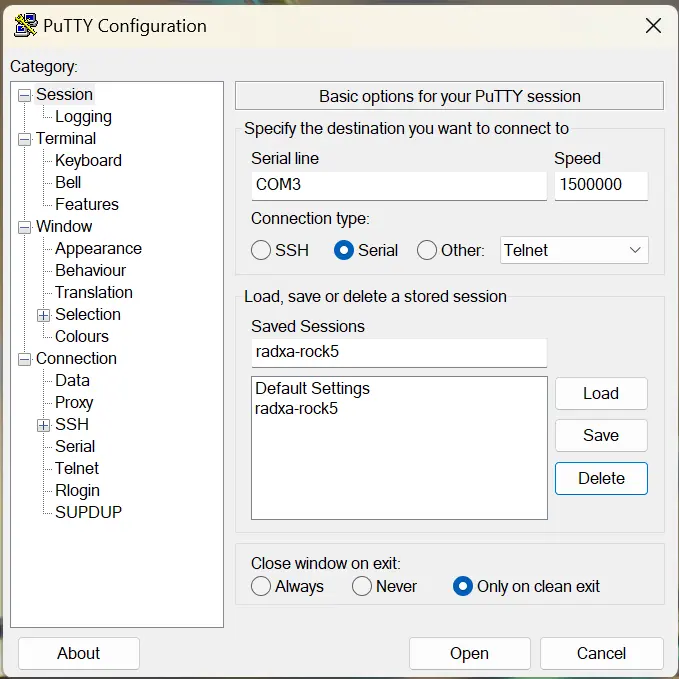 PuTTY Configuration
Category:
Session
Logging
Terminal
Keyboard
Bell
Features
Window
Appearance
Behaviour
Translation
Selection
Colours
Connection
Data
Proxy
SSH
Serial
Telnet
Rlogin
SUPDUP
Basic options for your PuTTY session
Specify the destination you want to connect to
Serial line Speed
COM3 1500000
Connection type:
SSH Serial Other: Telnet
Load, save or delete a stored session
Saved Sessions
radxa-rock5
Default Settings
radxa-rock5
Load
Save
Delete
Close window on exit:
Always Never Only on clean exit
About Open Cancel